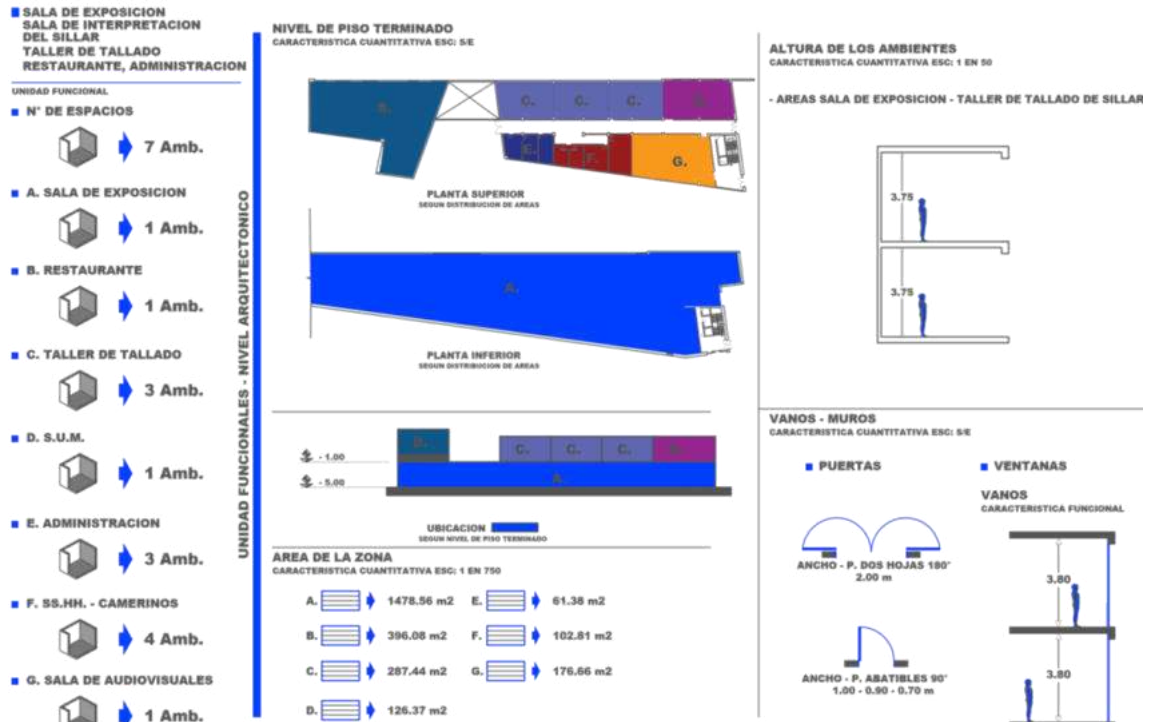 SALA DE EXPOSICION
SALA DE INTERPRETACION
DEL SILLAR
TALLER DE TALLADO
RESTAURANTE, ADMINISTRACION
UNIDAD FUNCIONAL
N° DE ESPACIOS
7 Amb.
A. SALA DE EXPOSICION
1 Amb.
B. RESTAURANTE
1 Amb.
C. TALLER DE TALLADO
3 Amb.
D. S.U.M.
1 Amb.
E. ADMINISTRACION
3 Amb.
F. SS.HH. - CAMERINOS
4 Amb.
G. SALA DE AUDIOVISUALES
1 Amb.
UNIDAD FUNCIONALES - NIVEL ARQUITECTONICO
NIVEL DE PISO TERMINADO
CARACTERISTICA CUANTITATIVA ESC: S/E
B. C. C. C. D.
E. F. G.
PLANTA SUPERIOR
SEGUN DISTRIBUCION DE AREAS
A.
PLANTA INFERIOR
SEGUN DISTRIBUCION DE AREAS
B. C. C. C. D.
- 1.00
A.
- 5.00
UBICACION
SEGUN NIVEL DE PISO TERMINADO
AREA DE LA ZONA
CARACTERISTICA CUANTITATIVA ESC: 1 EN 750
A. 1478.56 m2 E. 61.38 m2
B. 396.08 m2 F. 102.81 m2
C. 287.44 m2 G. 176.66 m2
D. 126.37 m2
ALTURA DE LOS AMBIENTES
CARACTERISTICA CUANTITATIVA ESC: 1 EN 50
- AREAS SALA DE EXPOSICION - TALLER DE TALLADO DE SILLAR
3.75
3.75
VANOS - MUROS
CARACTERISTICA CUANTITATIVA ESC: S/E
PUERTAS
VENTANAS
VANOS
CARACTERISTICA FUNCIONAL
ANCHO - P. DOS HOJAS 180°
2.00 m
3.80
ANCHO - P. ABATIBLES 90°
1.00 - 0.90 - 0.70 m
3.80